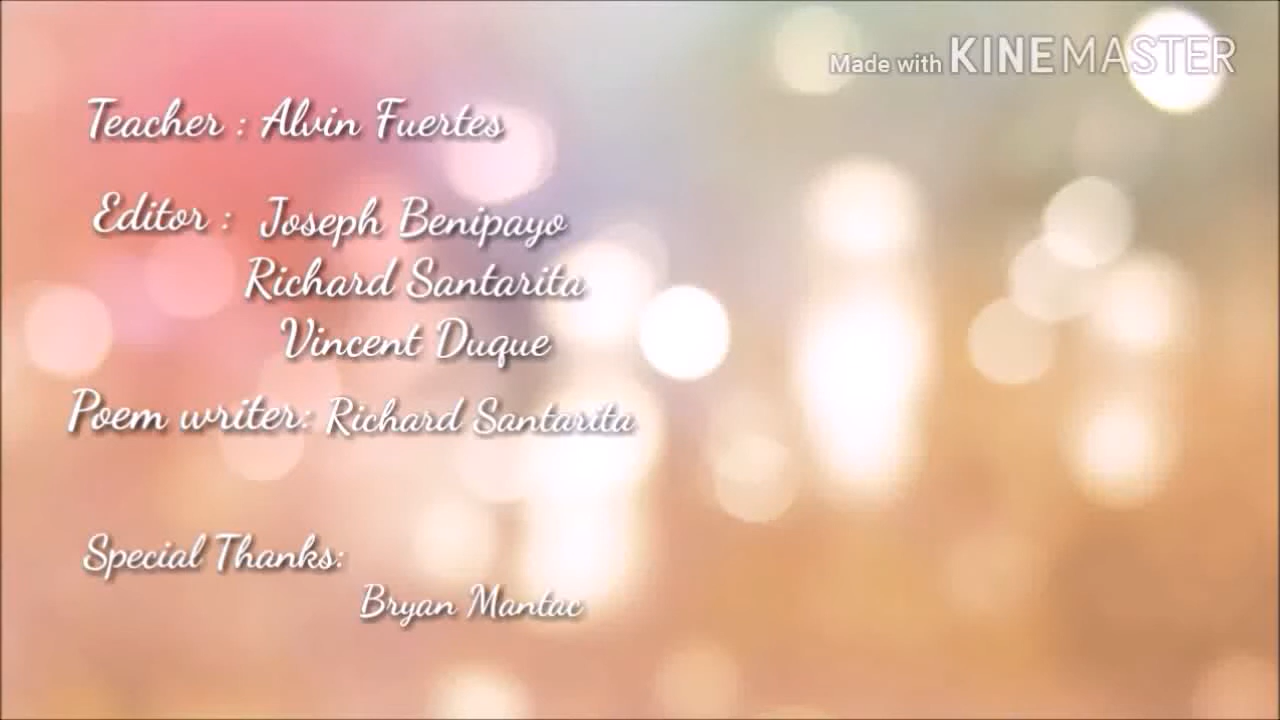 Made with KINEMASTER
Teacher : Alvin Fuertes
Editor : Joseph Benipayo
Richard Santarita
Vincent Duque
Poem writer: Richard Santarita
Special Thanks:
Bryan Mantac